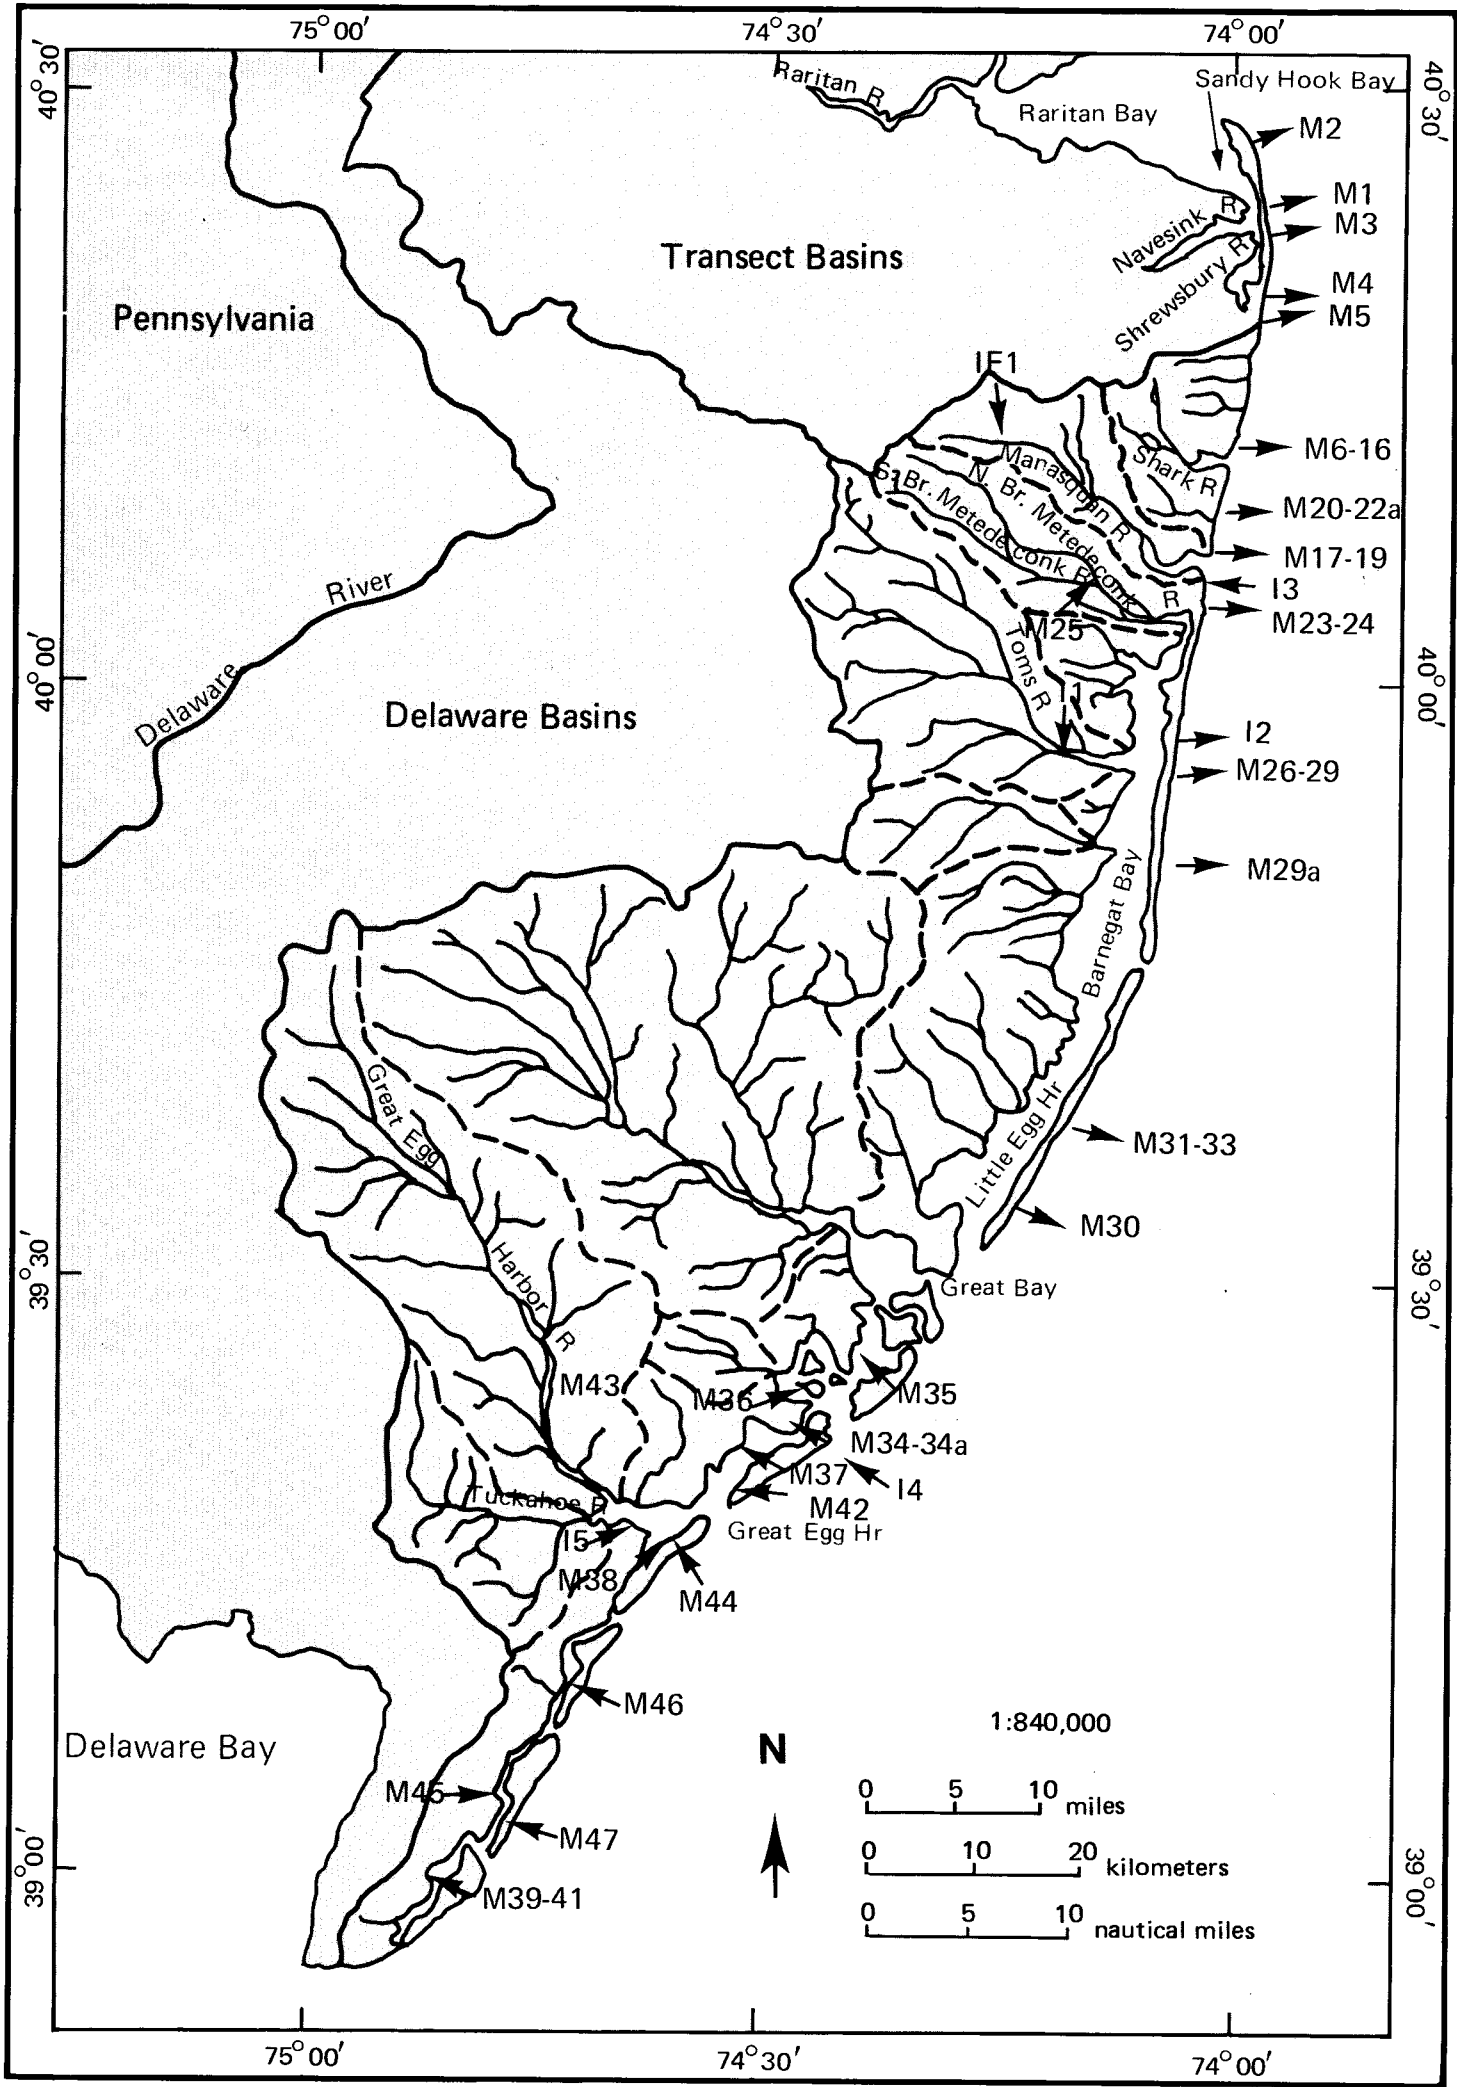 75°00′
74°30′
74°00′
40°30′
40°30′
Raritan R
Raritan Bay
Sandy Hook Bay
M2
M1
M3
Navesink R
Shrewsbury R
M4
M5
Transect Basins
Pennsylvania
IF1
M6-16
Shark R
Manasquan R
N. Br. Metedeconk R
S. Br. Metedeconk R
M20-22a
M17-19
I3
M23-24
M25
River
Delaware
Toms R
I1
40°00′
40°00′
Delaware Basins
I2
M26-29
M29a
Barnegat Bay
Great Egg
Harbor
R
Little Egg Hr
M31-33
M30
39°30′
39°30′
Great Bay
M43
M36
M35
M34-34a
M37
I4
M42
Tuckahoe R
Great Egg Hr
I5
M38
M44
M46
Delaware Bay
1:840,000
N
M45
0 5 10 miles
M47
0 10 20 kilometers
39°00′
39°00′
M39-41
0 5 10 nautical miles
75°00′
74°30′
74°00′